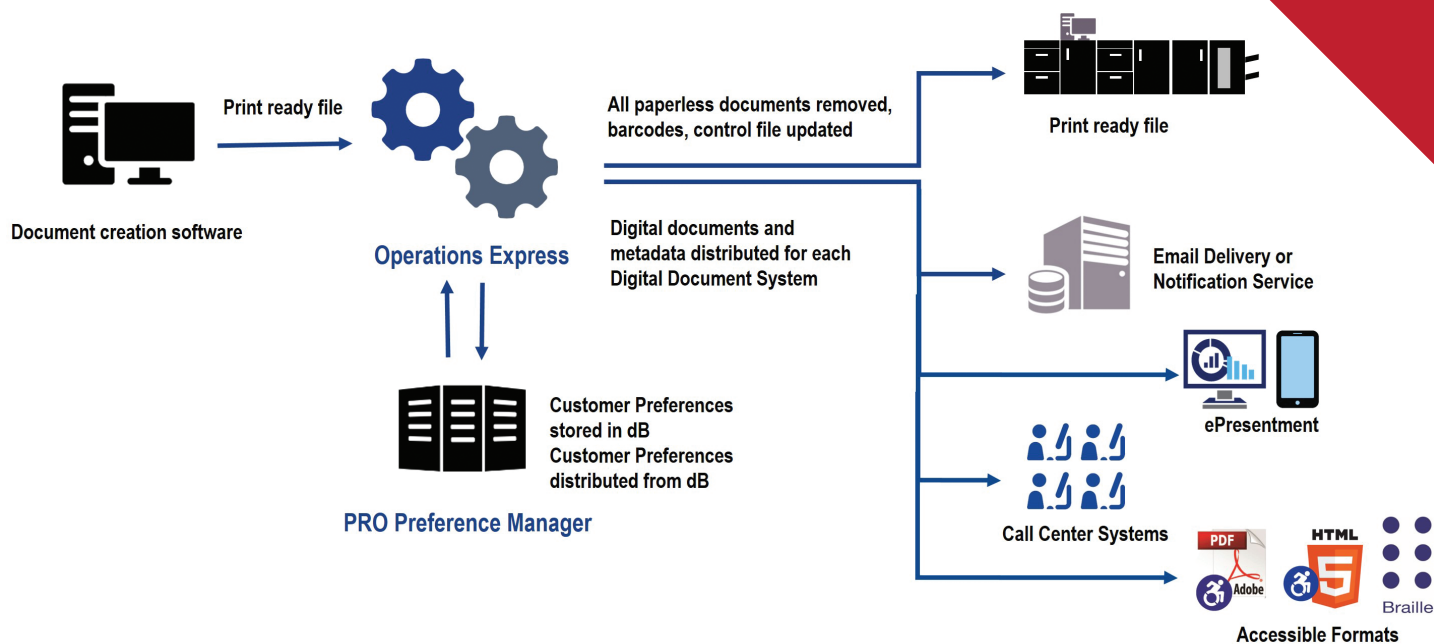 Document creation software
Print ready file
Operations Express
Customer Preferences
stored in dB
Customer Preferences
distributed from dB
PRO Preference Manager
All paperless documents removed,
barcodes, control file updated
Digital documents and
metadata distributed for each
Digital Document System
Print ready file
Email Delivery or
Notification Service
ePresentment
Call Center Systems
PDF
Adobe
HTML
5
Braille
Accessible Formats